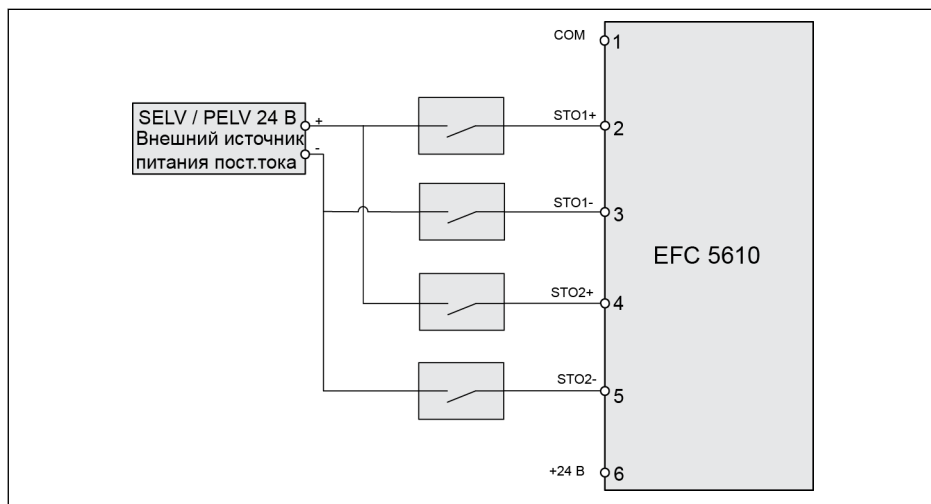 COM
1
SELV / PELV 24 В
+
Внешний источник
-
питания пост.тока
STO1+
2
STO1-
3
EFC 5610
STO2+
4
STO2-
5
+24 В
6